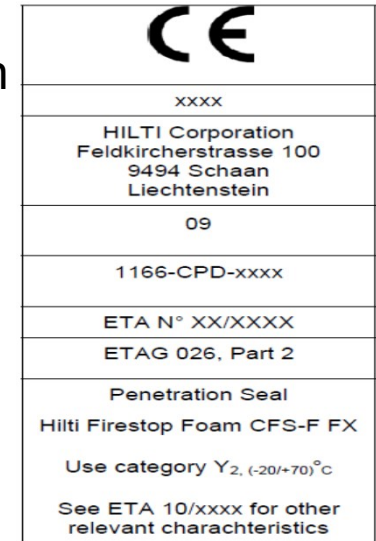 CE
n
xxxx
HILTI Corporation
Feldkircherstrasse 100
9494 Schaan
Liechtenstein
09
1166-CPD-xxxx
ETA N° XX/XXXX
ETAG 026, Part 2
Penetration Seal
Hilti Firestop Foam CFS-F FX
Use category Y2, (-20/+70)°C
See ETA 10/xxxx for other
relevant charachteristics